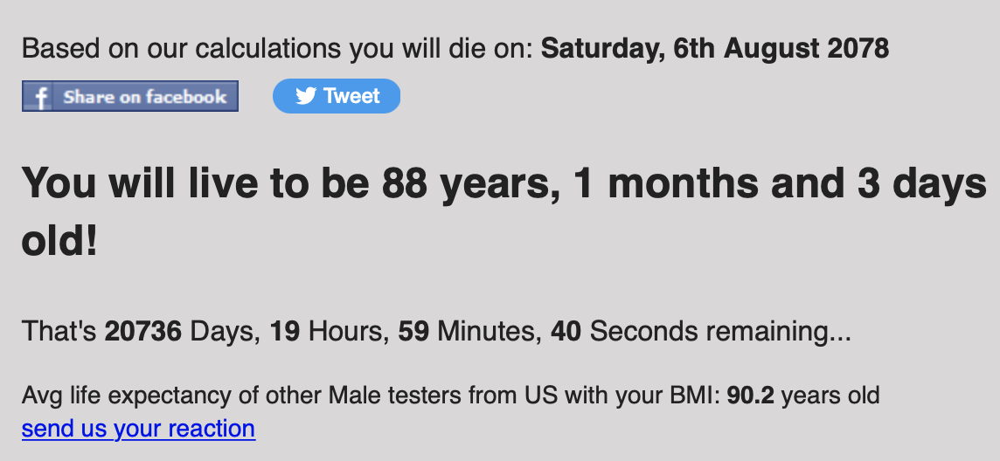 Based on our calculations you will die on: Saturday, 6th August 2078
f Share on facebook Tweet
You will live to be 88 years, 1 months and 3 days
old!
That's 20736 Days, 19 Hours, 59 Minutes, 40 Seconds remaining...
Avg life expectancy of other Male testers from US with your BMI: 90.2 years old
send us your reaction